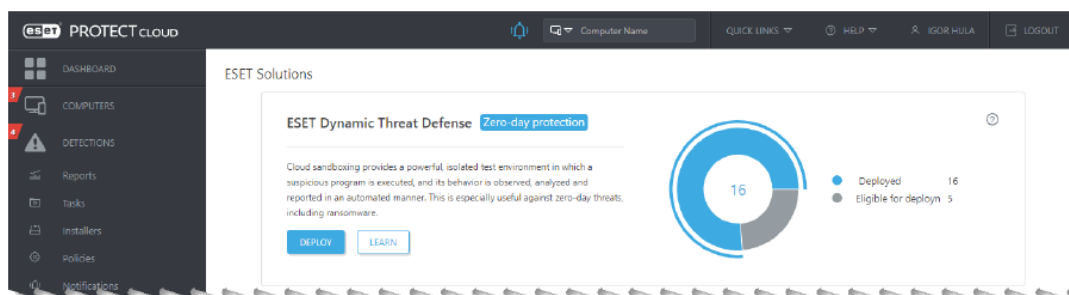 eset PROTECT CLOUD
Computer Name
QUICK LINKS
HELP
IGOR HULA
LOGOUT
DASHBOARD
3
COMPUTERS
4
DETECTIONS
Reports
Tasks
Installers
Policies
Notifications
ESET Solutions
ESET Dynamic Threat Defense Zero-day protection
Cloud sandboxing provides a powerful, isolated test environment in which a
suspicious program is executed, and its behavior is observed, analyzed and
reported in an automated manner. This is especially useful against zero-day threats,
including ransomware.
DEPLOY LEARN
16
Deployed 16
Eligible for deployn 5